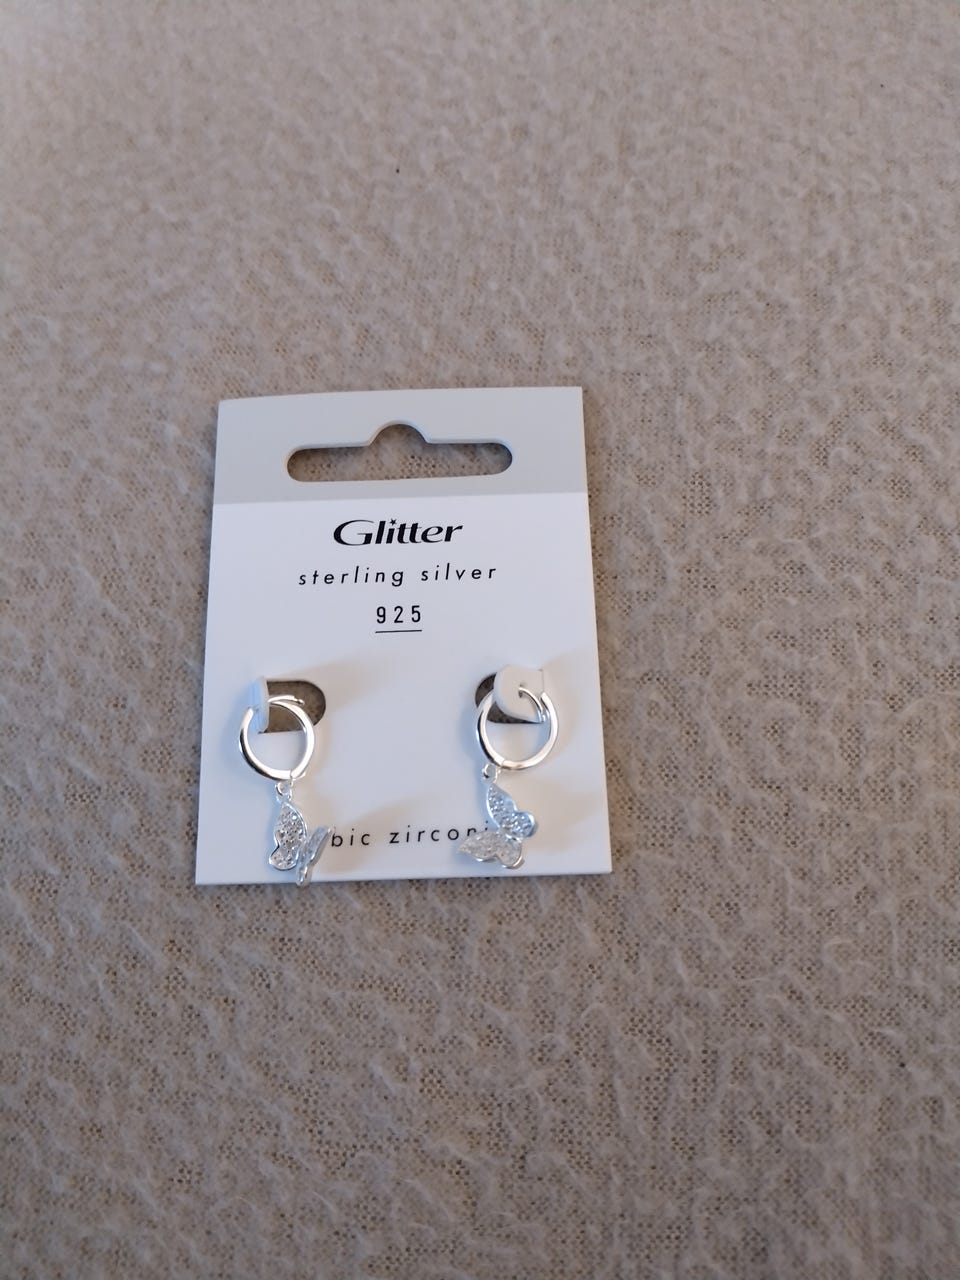 Glitter
sterling silver
925
bic zirconi